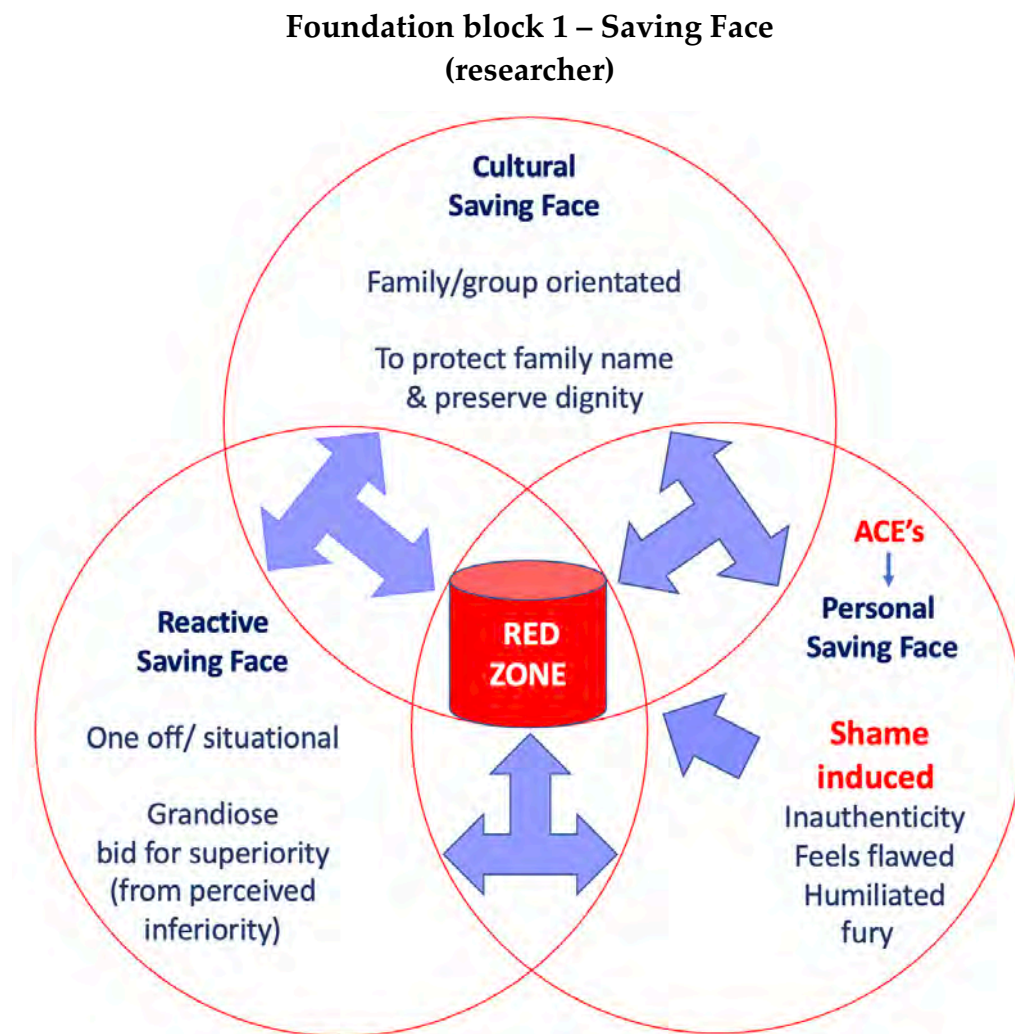 Foundation block 1 – Saving Face
(researcher)
Cultural
Saving Face
Family/group orientated
To protect family name
& preserve dignity
Reactive
Saving Face
One off/ situational
Grandiose
bid for superiority
(from perceived
inferiority)
RED
ZONE
ACE's
Personal
Saving Face
Shame
induced
Inauthenticity
Feels flawed
Humiliated
fury